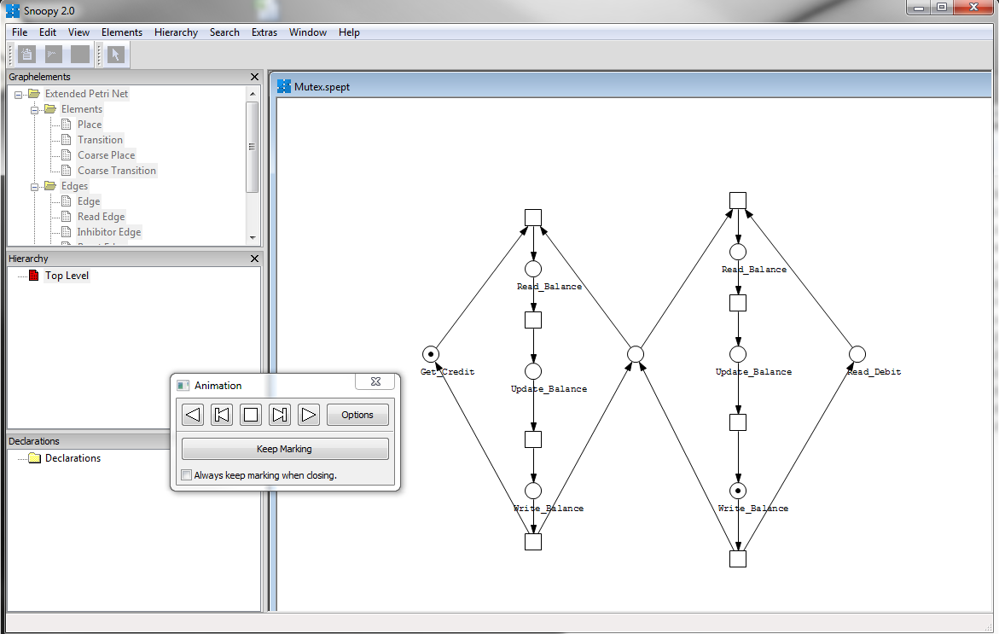 Snoopy 2.0
File Edit View Elements Hierarchy Search Extras Window Help
Graphelements
Extended Petri Net
Elements
Place
Transition
Coarse Place
Coarse Transition
Edges
Edge
Read Edge
Inhibitor Edge
Hierarchy
Top Level
Declarations
Declarations
Animation
Options
Keep Marking
Always keep marking when closing.
Mutex.spept
Read_Balance
Read_Balance
Get_Credit
Update_Balance
Update_Balance
Read_Debit
Write_Balance
Write_Balance